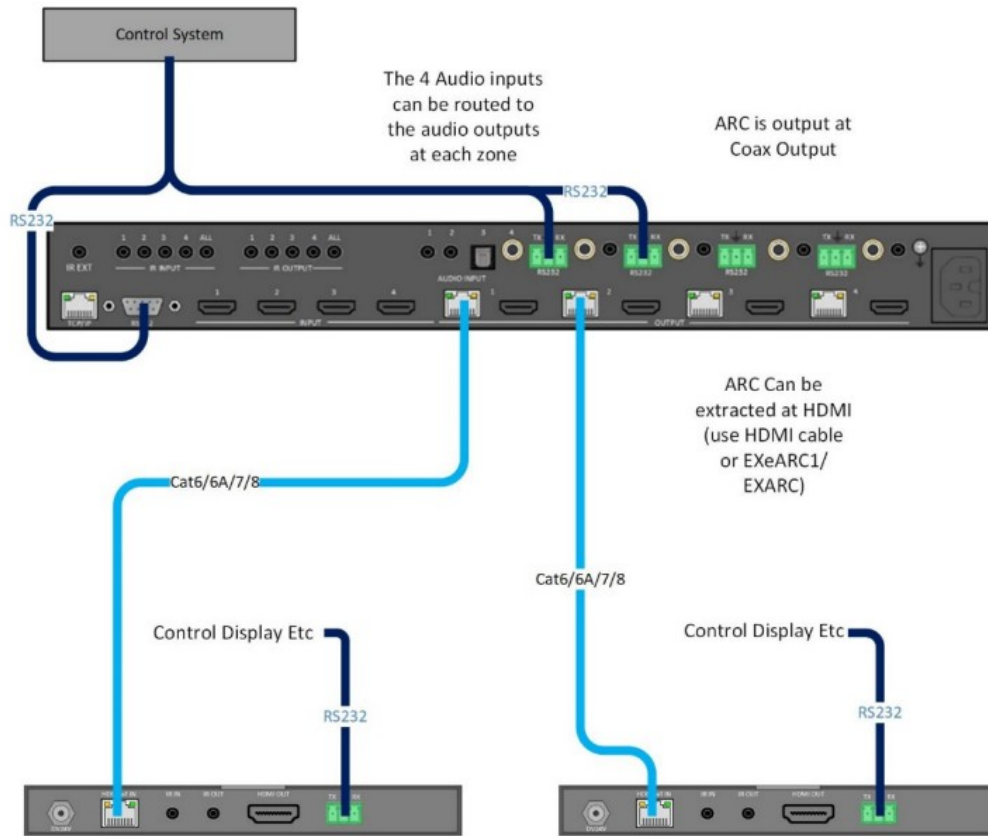 Control System
The 4 Audio inputs
can be routed to
the audio outputs
at each zone
ARC is output at
Coax Output
RS232
RS232
1 2 3 4 ALL
1 2 3 4 ALL
1 2 3 4
TX RX
TX RX
TX RX
TX RX
IR EXT
IR INPUT
IR OUTPUT
AUDIO INPUT
RS232
RS232
RS232
RS232
TCP/IP
1 2 3 4
1 2 3 4
INPUT
OUTPUT
ARC Can be
extracted at HDMI
(use HDMI cable
or EXeARC1/
EXARC)
Cat6/6A/7/8
Cat6/6A/7/8
Control Display Etc
Control Display Etc
RS232
RS232
IR IN
IR OUT
HDMI OUT
TX RX
IR IN
IR OUT
HDMI OUT
TX RX